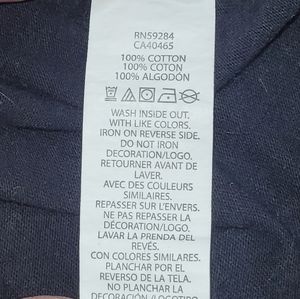 RN59284
CA40465
100% COTTON
100% COTON
100% ALGODÓN
WASH INSIDE OUT.
WITH LIKE COLORS.
IRON ON REVERSE SIDE.
DO NOT IRON
DECORATION/LOGO.
RETOURNER AVANT DE
LAVER.
AVEC DES COULEURS
SIMILAIRES.
REPASSER SUR L'ENVERS.
NE PAS REPASSER LA
DÉCORATION/LOGO.
LAVAR LA PRENDA DEL
REVÉS.
CON COLORES SIMILARES.
PLANCHAR POR EL
REVERSO DE LA TELA.
NO PLANCHAR LA
DECORACIÓN/LOGOTIPO